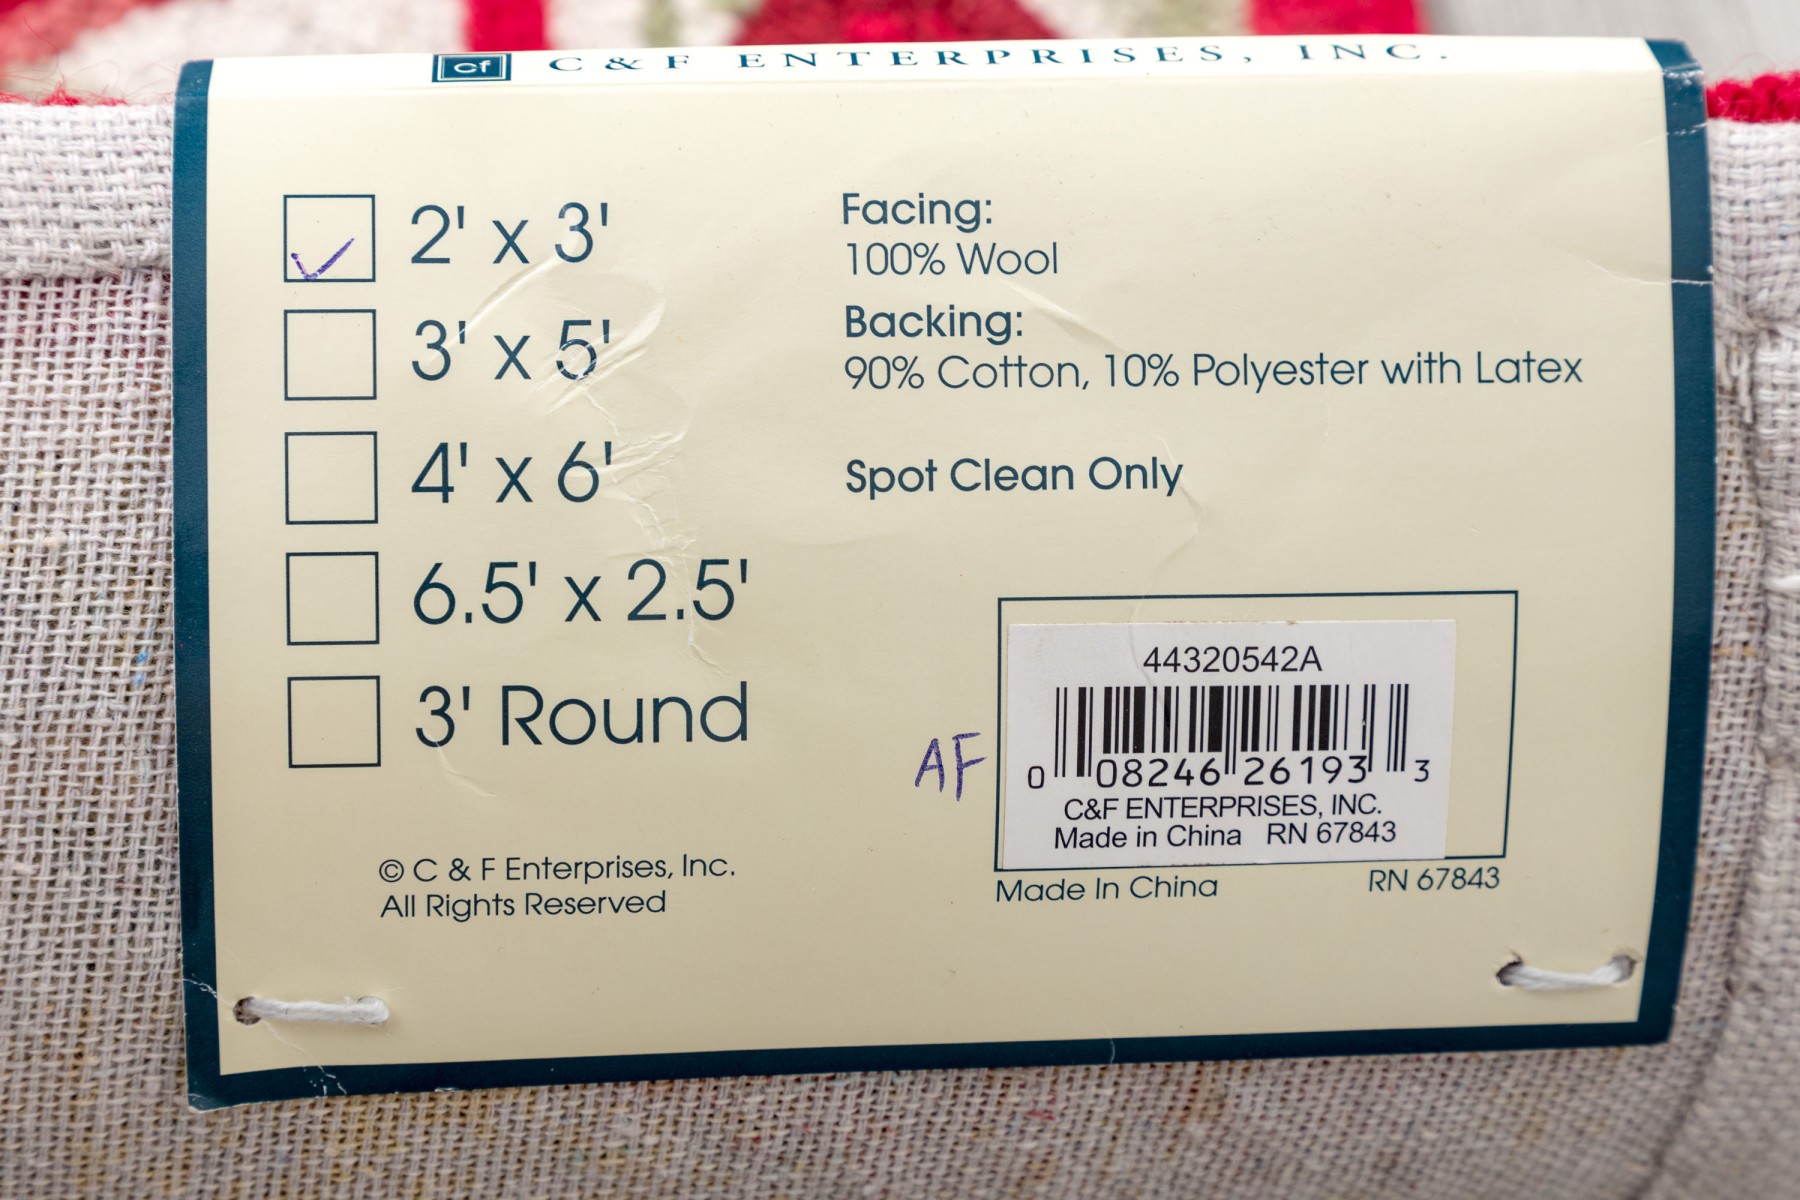 cf C & F ENTERPRISES, INC.
2' x 3'
3' x 5'
4' x 6'
6.5' x 2.5'
3' Round
Facing:
100% Wool
Backing:
90% Cotton, 10% Polyester with Latex
Spot Clean Only
AF
44320542A
0 08246 26193 3
C&F ENTERPRISES, INC.
Made in China RN 67843
Made In China RN 67843
© C & F Enterprises, Inc.
All Rights Reserved